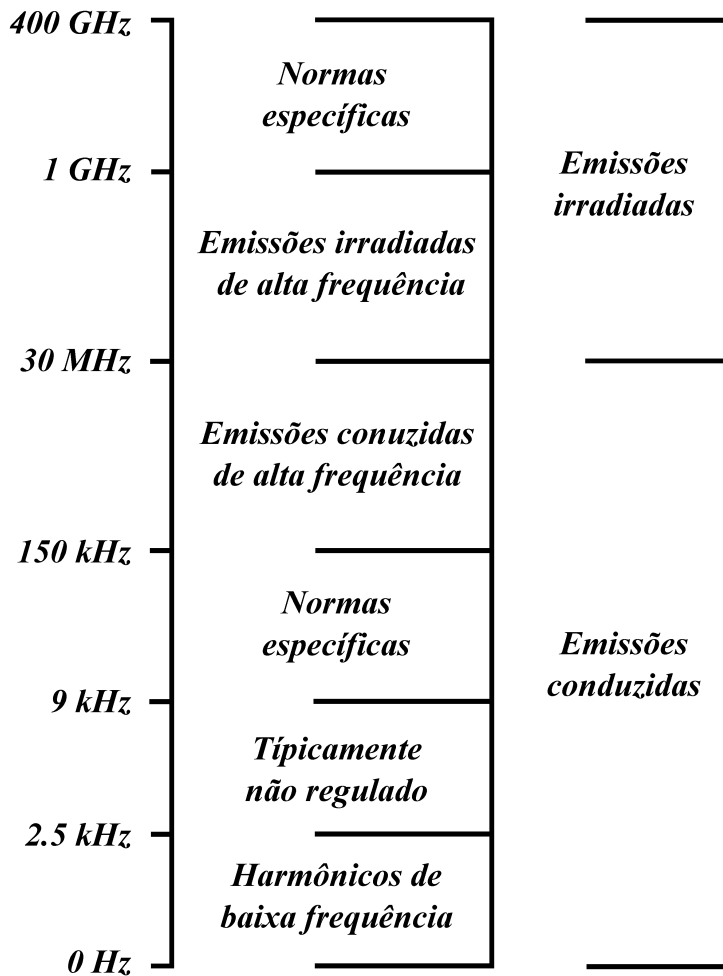 400 GHz
Normas
específicas
1 GHz
Emissões
irradiadas
Emissões irradiadas
de alta frequência
30 MHz
Emissões conuzidas
de alta frequência
150 kHz
Normas
específicas
Emissões
conduzidas
9 kHz
Típicamente
não regulado
2.5 kHz
Harmônicos de
baixa frequência
0 Hz